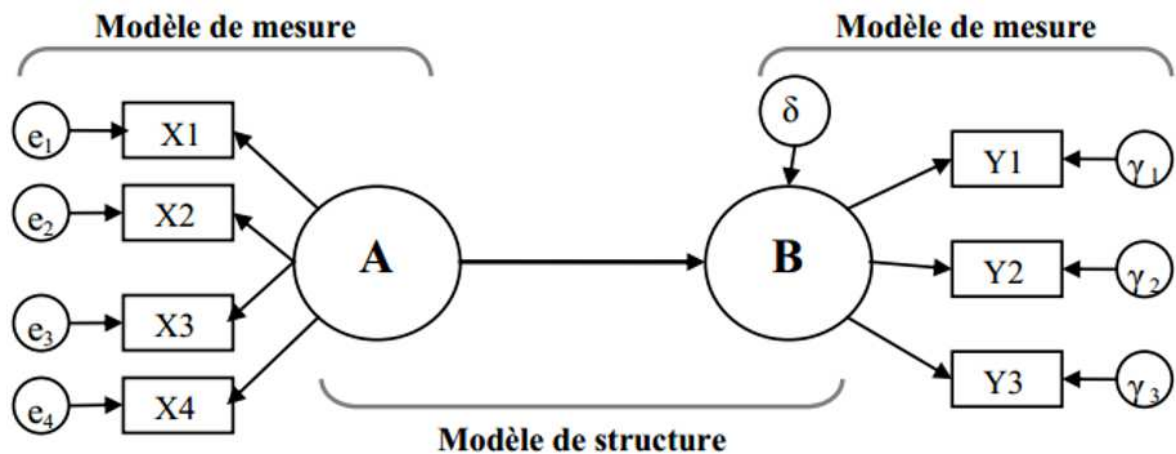 Modèle de mesure
Modèle de mesure
δ
e₁ X1
Y1 γ₁
e₂ X2
A
B
Y2 γ₂
e₃ X3
Y3 γ₃
e₄ X4
Modèle de structure